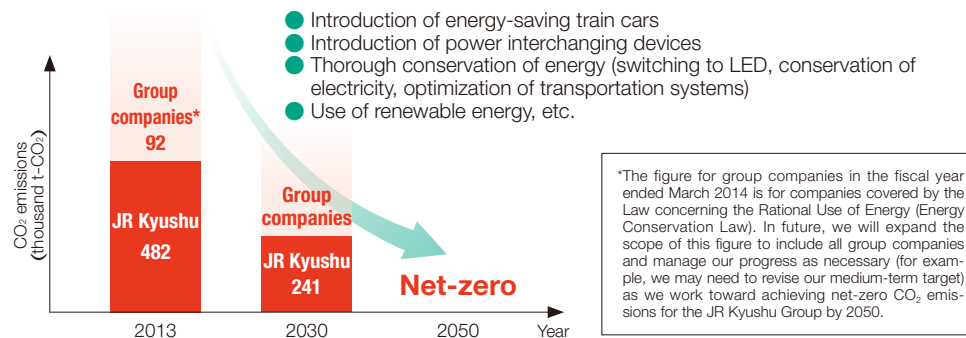 ● Introduction of energy-saving train cars
● Introduction of power interchanging devices
● Thorough conservation of energy (switching to LED, conservation of
electricity, optimization of transportation systems)
● Use of renewable energy, etc.
CO₂ emissions
(thousand t-CO₂)
Group
companies*
92
JR Kyushu
482
Group
companies
JR Kyushu
241
Net-zero
2013
2030
2050
Year
*The figure for group companies in the fiscal year
ended March 2014 is for companies covered by the
Law concerning the Rational Use of Energy (Energy
Conservation Law). In future, we will expand the
scope of this figure to include all group companies
and manage our progress as necessary (for exam-
ple, we may need to revise our medium-term target)
as we work toward achieving net-zero CO₂ emis-
sions for the JR Kyushu Group by 2050.